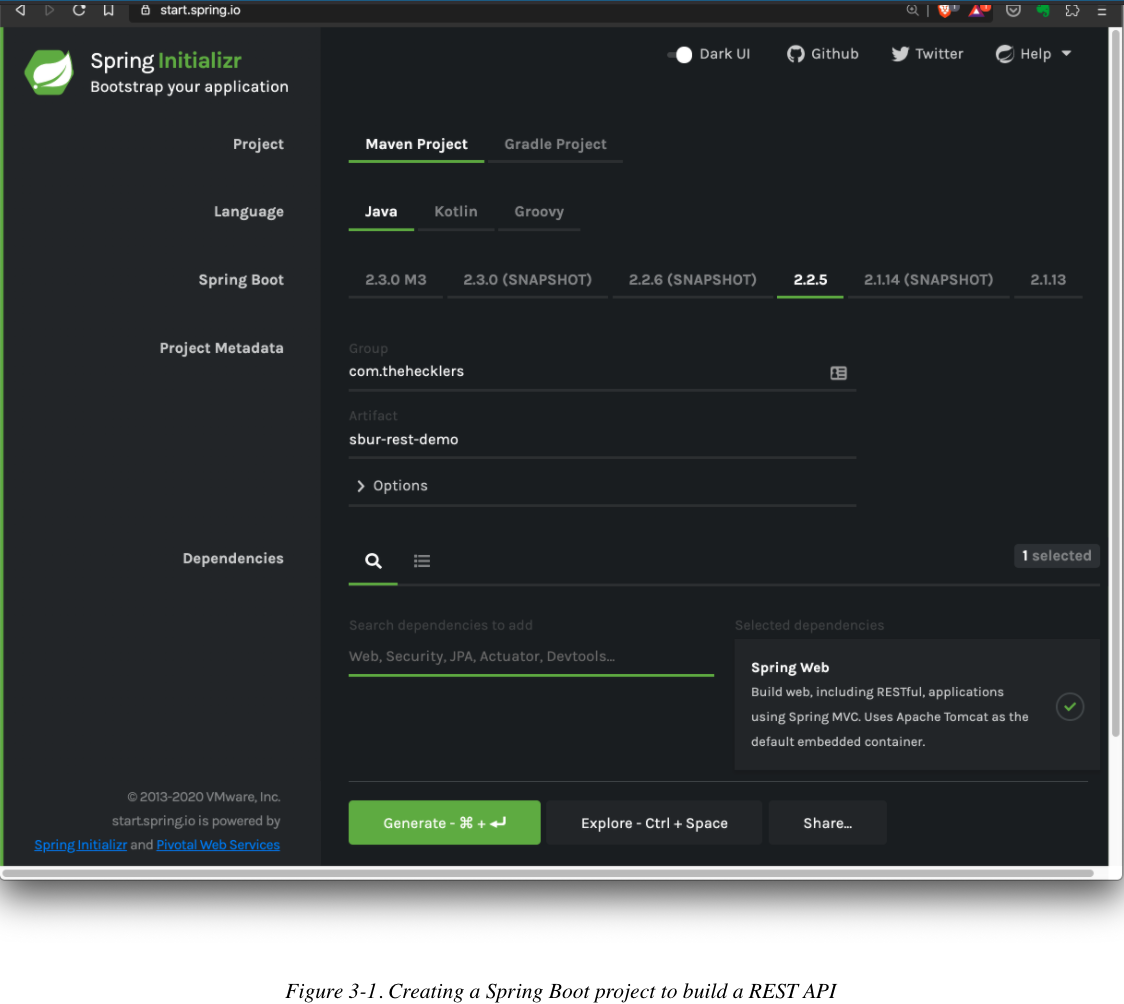 start.spring.io
Spring Initializr
Bootstrap your application
Dark UI Github Twitter Help
Project
Maven Project Gradle Project
Language
Java Kotlin Groovy
Spring Boot
2.3.0 M3 2.3.0 (SNAPSHOT) 2.2.6 (SNAPSHOT) 2.2.5 2.1.14 (SNAPSHOT) 2.1.13
Project Metadata
Group
com.thehecklers
Artifact
sbur-rest-demo
Options
Dependencies
1 selected
Search dependencies to add
Web, Security, JPA, Actuator, Devtools...
Selected dependencies
Spring Web
Build web, including RESTful, applications
using Spring MVC. Uses Apache Tomcat as the
default embedded container.
© 2013-2020 VMware, Inc.
start.spring.io is powered by
Spring Initializr and Pivotal Web Services
Generate - ⌘ + ↵ Explore - Ctrl + Space Share...
Figure 3-1. Creating a Spring Boot project to build a REST API